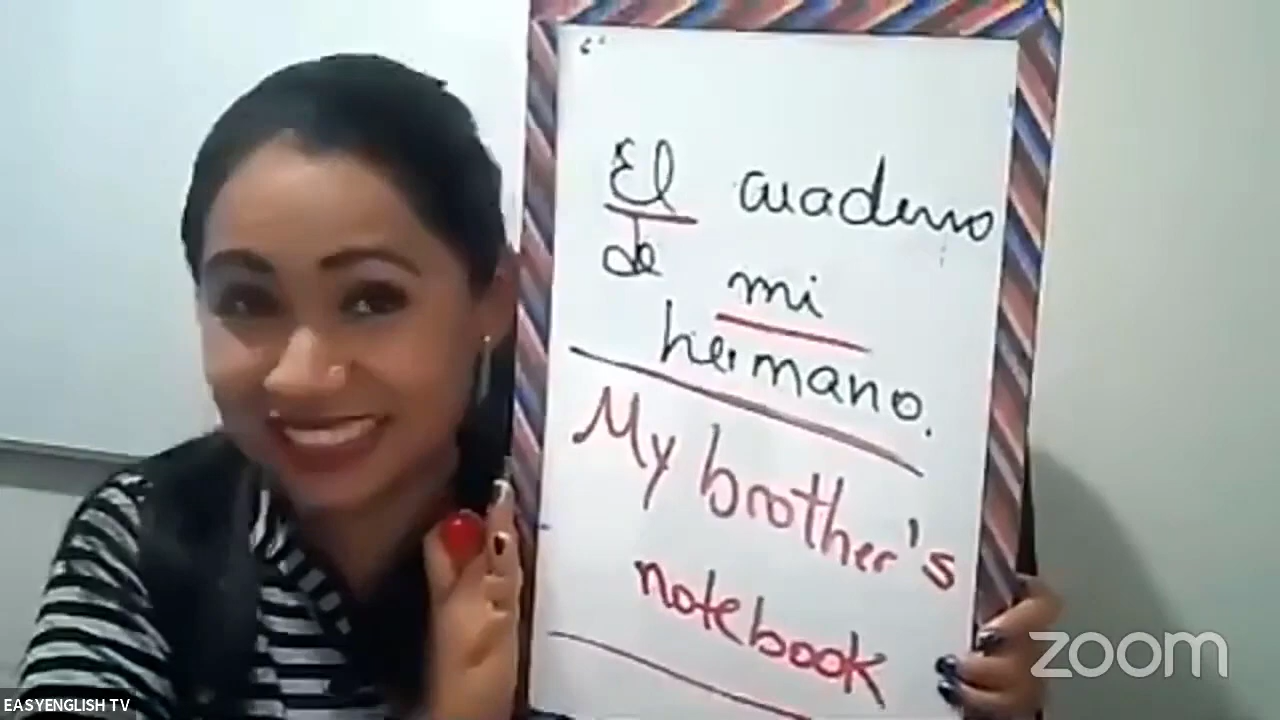 El cuaderno
de mi
hermano.
My brother's
notebook
zoom
EASYENGLISH TV